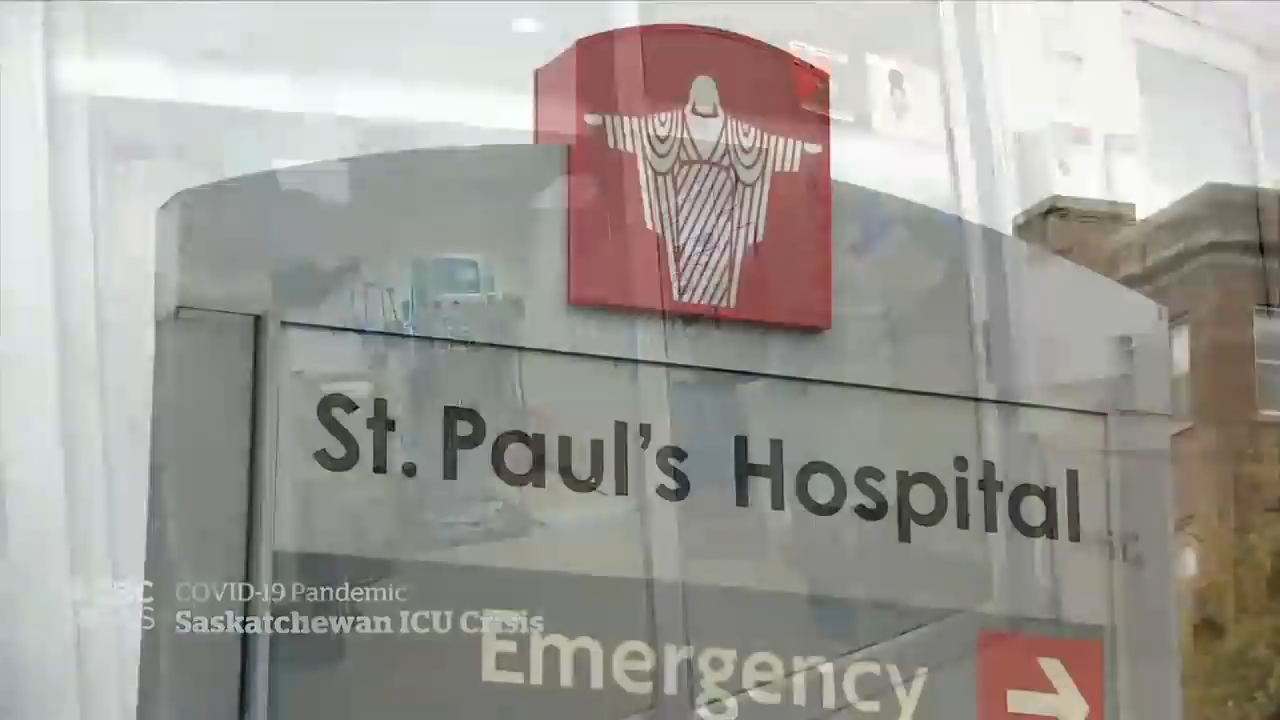 St. Paul's Hospital
COVID-19 Pandemic
Saskatchewan ICU Crisis
Emergency